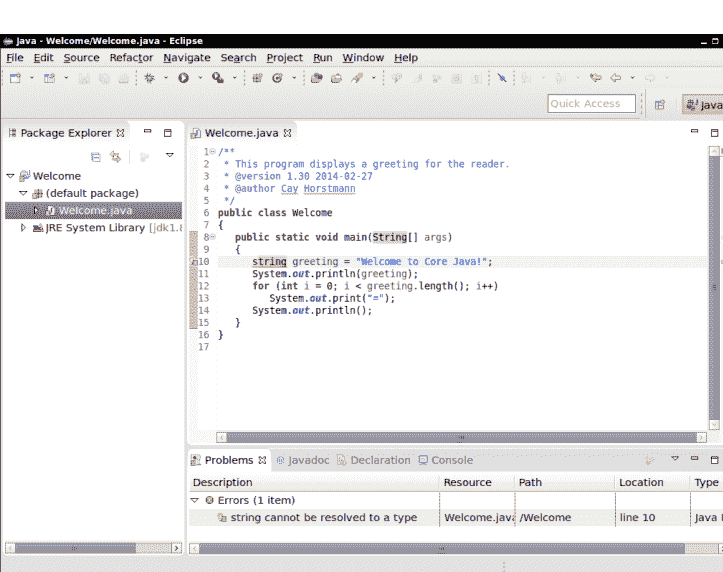 Java - Welcome/Welcome.java - Eclipse
File Edit Source Refactor Navigate Search Project Run Window Help
Quick Access
Java
Package Explorer
Welcome
(default package)
Welcome.java
JRE System Library [jdk1.8
Welcome.java
1 /**
2  * This program displays a greeting for the reader.
3  * @version 1.30 2014-02-27
4  * @author Cay Horstmann
5  */
6 public class Welcome
7 {
8    public static void main(String[] args)
9    {
10       string greeting = "Welcome to Core Java!";
11       System.out.println(greeting);
12       for (int i = 0; i < greeting.length(); i++)
13          System.out.print("=");
14       System.out.println();
15    }
16 }
17
Problems Javadoc Declaration Console
Description Resource Path Location Type
Errors (1 item)
string cannot be resolved to a type Welcome.java /Welcome line 10 Java